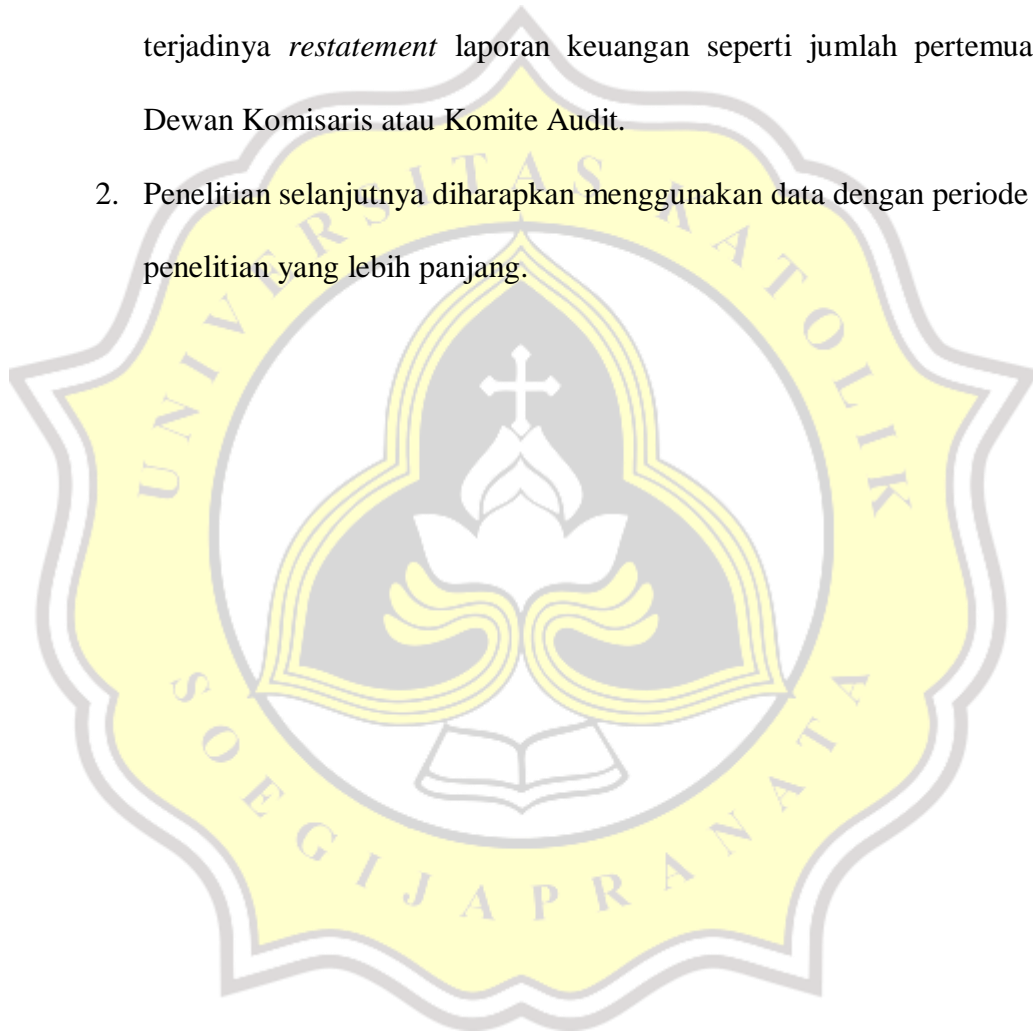 terjadinya restatement laporan keuangan seperti jumlah pertemua
Dewan Komisaris atau Komite Audit.
2. Penelitian selanjutnya diharapkan menggunakan data dengan periode
penelitian yang lebih panjang.
UNIVERSITAS KATOLIK
SOEGIJAPRANATA